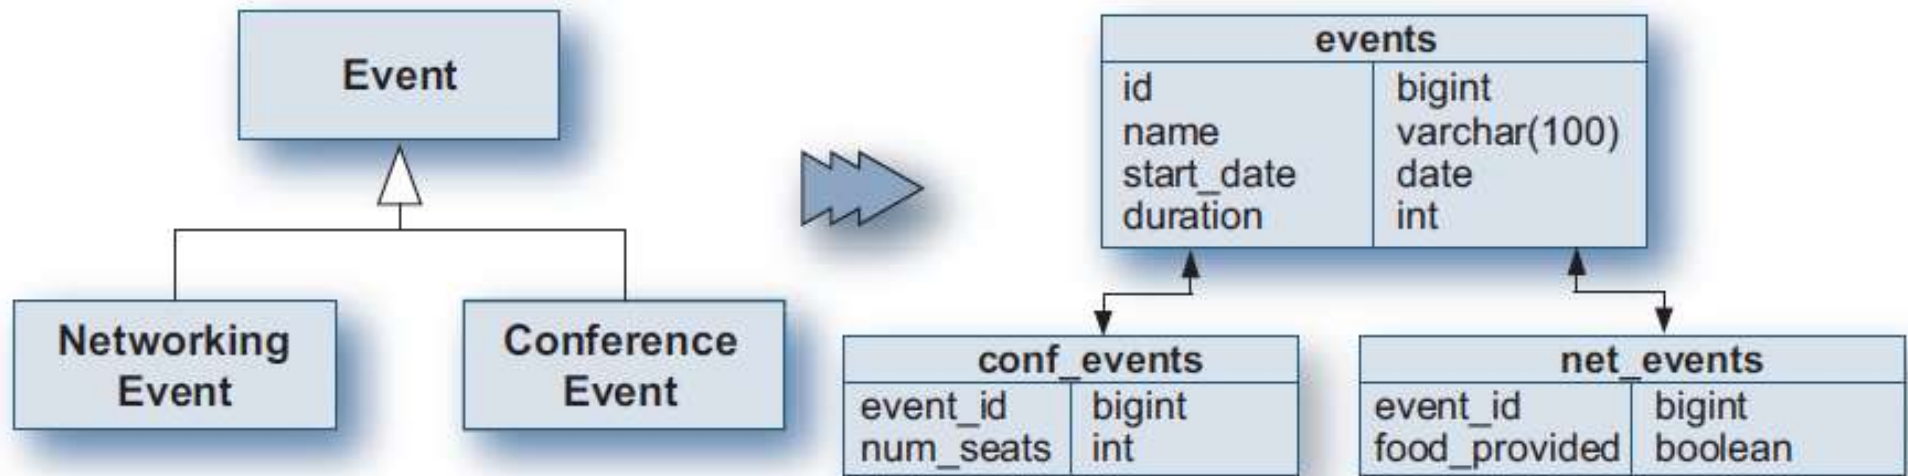 Event
Networking
Event
Conference
Event
events
id bigint
name varchar(100)
start_date date
duration int
conf_events
event_id bigint
num_seats int
net_events
event_id bigint
food_provided boolean